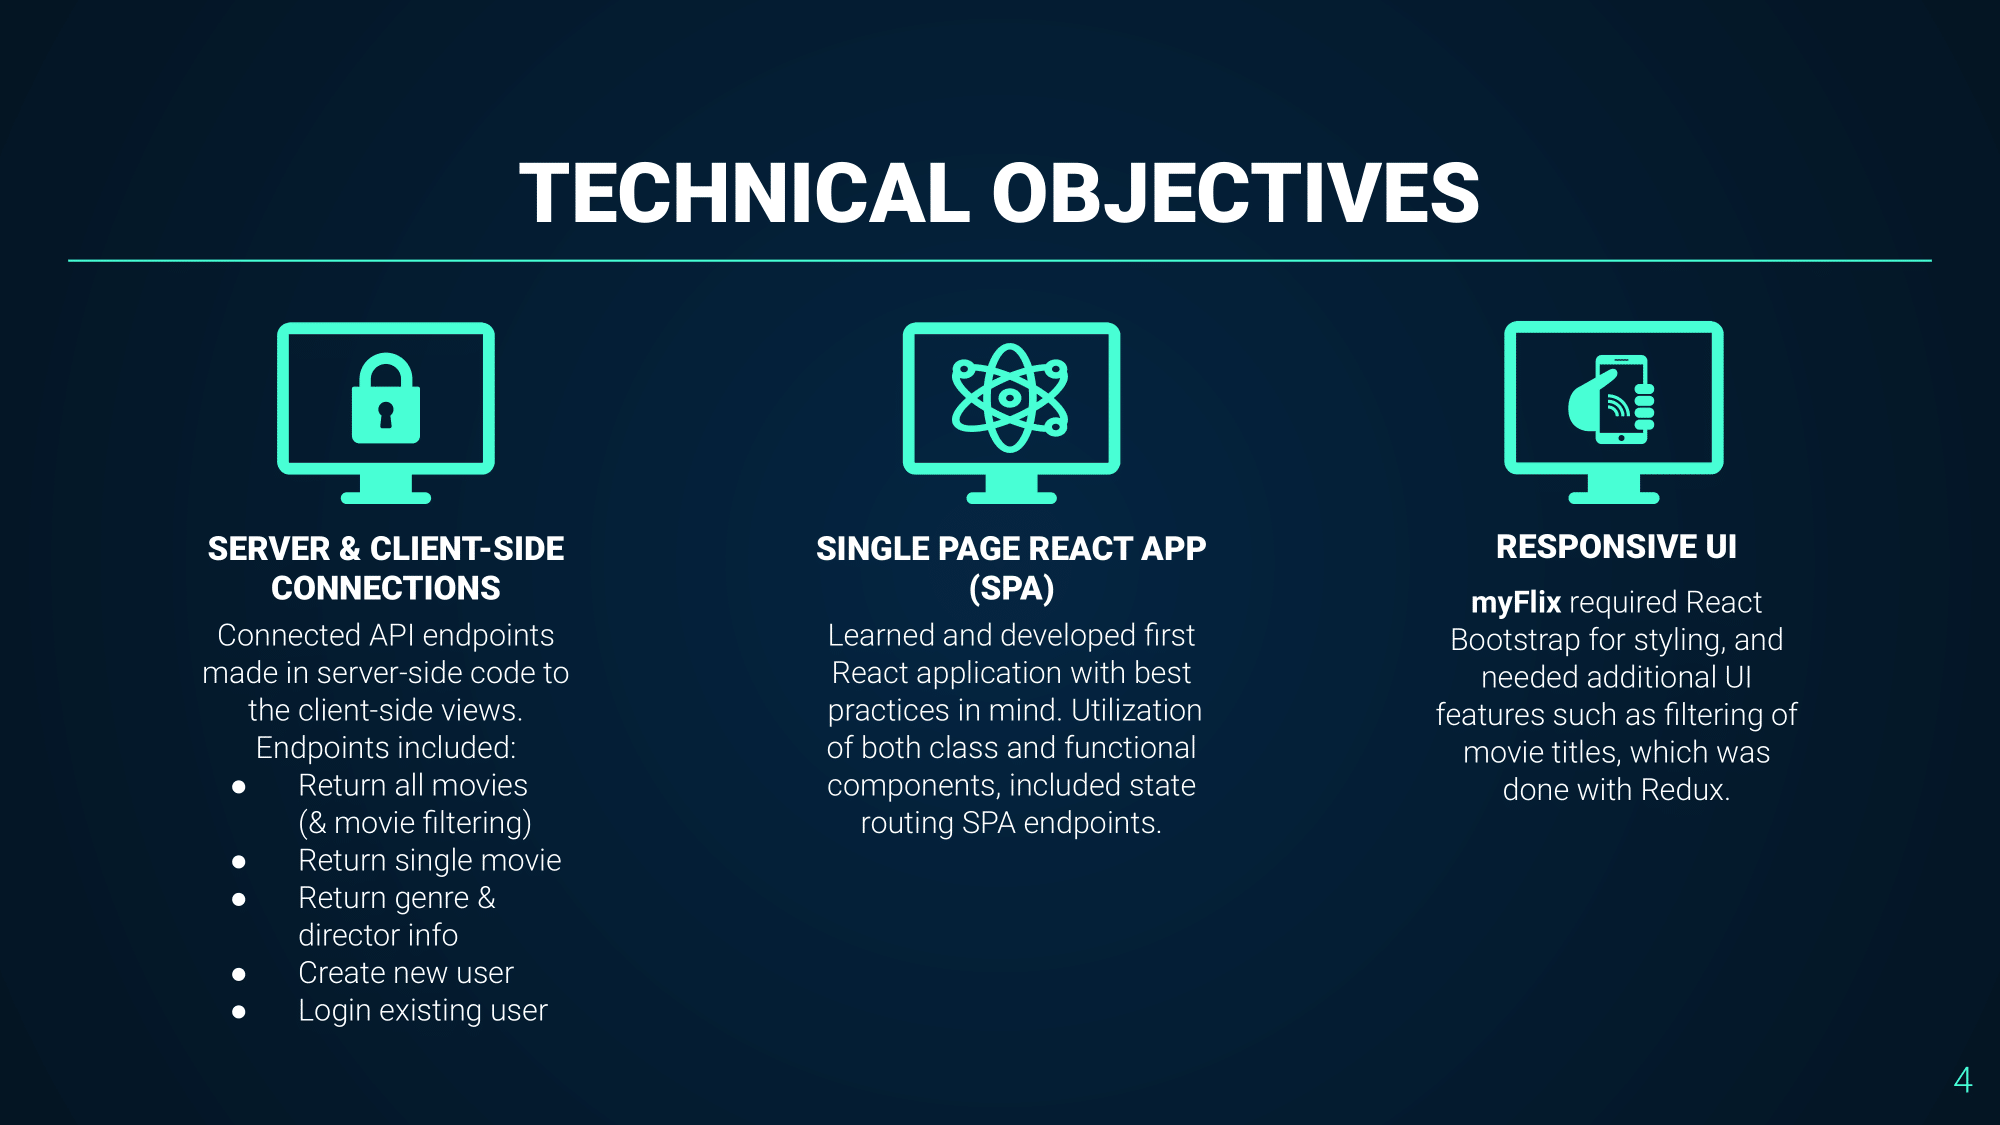 TECHNICAL OBJECTIVES
SERVER & CLIENT-SIDE
CONNECTIONS
Connected API endpoints
made in server-side code to
the client-side views.
Endpoints included:
● Return all movies
(& movie filtering)
● Return single movie
● Return genre &
director info
● Create new user
● Login existing user
SINGLE PAGE REACT APP
(SPA)
Learned and developed first
React application with best
practices in mind. Utilization
of both class and functional
components, included state
routing SPA endpoints.
RESPONSIVE UI
myFlix required React
Bootstrap for styling, and
needed additional UI
features such as filtering of
movie titles, which was
done with Redux.
4